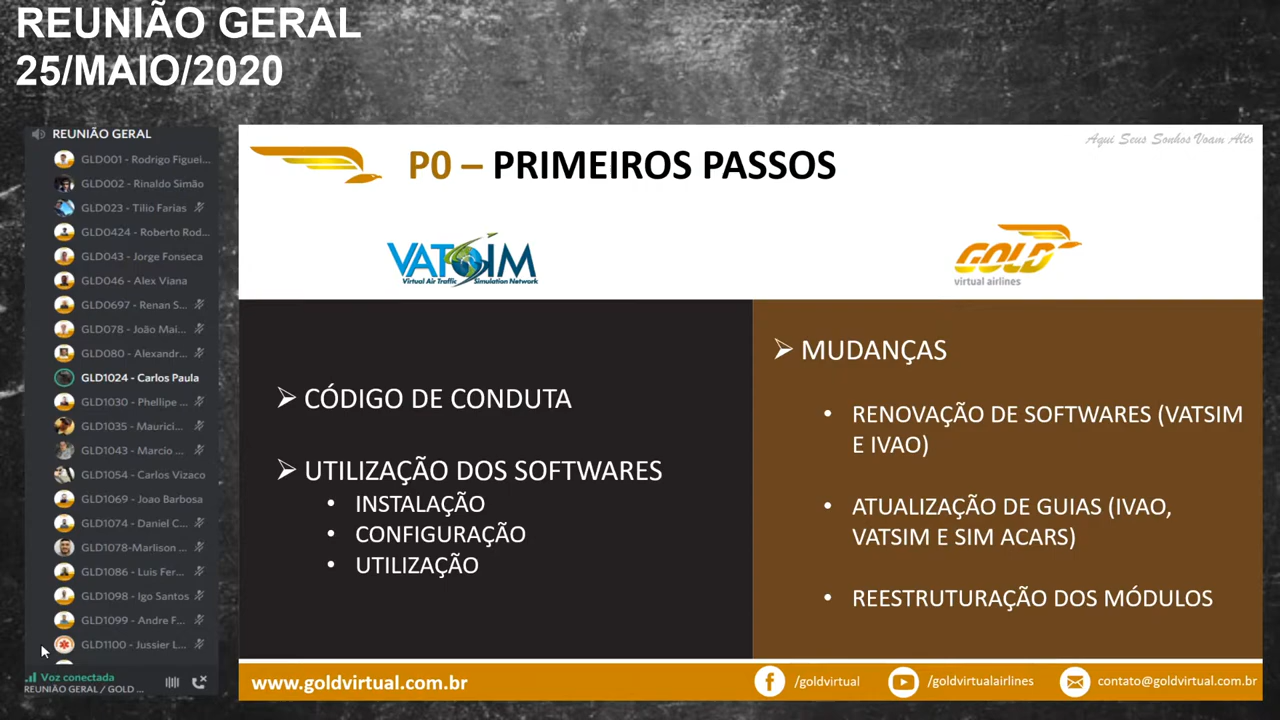 REUNIÃO GERAL
25/MAIO/2020
REUNIÃO GERAL
GLD001 - Rodrigo Figuei...
GLD002 - Rinaldo Simão
GLD023 - Tílio Farias
GLD0424 - Roberto Rod...
GLD043 - Jorge Fonseca
GLD046 - Alex Viana
GLD0697 - Renan S...
GLD078 - João Mai...
GLD080 - Alexandr...
GLD1024 - Carlos Paula
GLD1030 - Phellipe ...
GLD1035 - Maurici...
GLD1043 - Marcio ...
GLD1054 - Carlos Vizaco
GLD1069 - Joao Barbosa
GLD1074 - Daniel C...
GLD1078-Marlison ...
GLD1086 - Luis Fer...
GLD1098 - Igo Santos
GLD1099 - Andre F...
GLD1100 - Jussier L...
Voz conectada
REUNIÃO GERAL / GOLD ...
Aqui Seus Sonhos Voam Alto
P0 – PRIMEIROS PASSOS
VATSIM
Virtual Air Traffic Simulation Network
GOLD
virtual airlines
CÓDIGO DE CONDUTA
UTILIZAÇÃO DOS SOFTWARES
• INSTALAÇÃO
• CONFIGURAÇÃO
• UTILIZAÇÃO
MUDANÇAS
• RENOVAÇÃO DE SOFTWARES (VATSIM
E IVAO)
• ATUALIZAÇÃO DE GUIAS (IVAO,
VATSIM E SIM ACARS)
• REESTRUTURAÇÃO DOS MÓDULOS
www.goldvirtual.com.br
/goldvirtual
/goldvirtualairlines
contato@goldvirtual.com.br